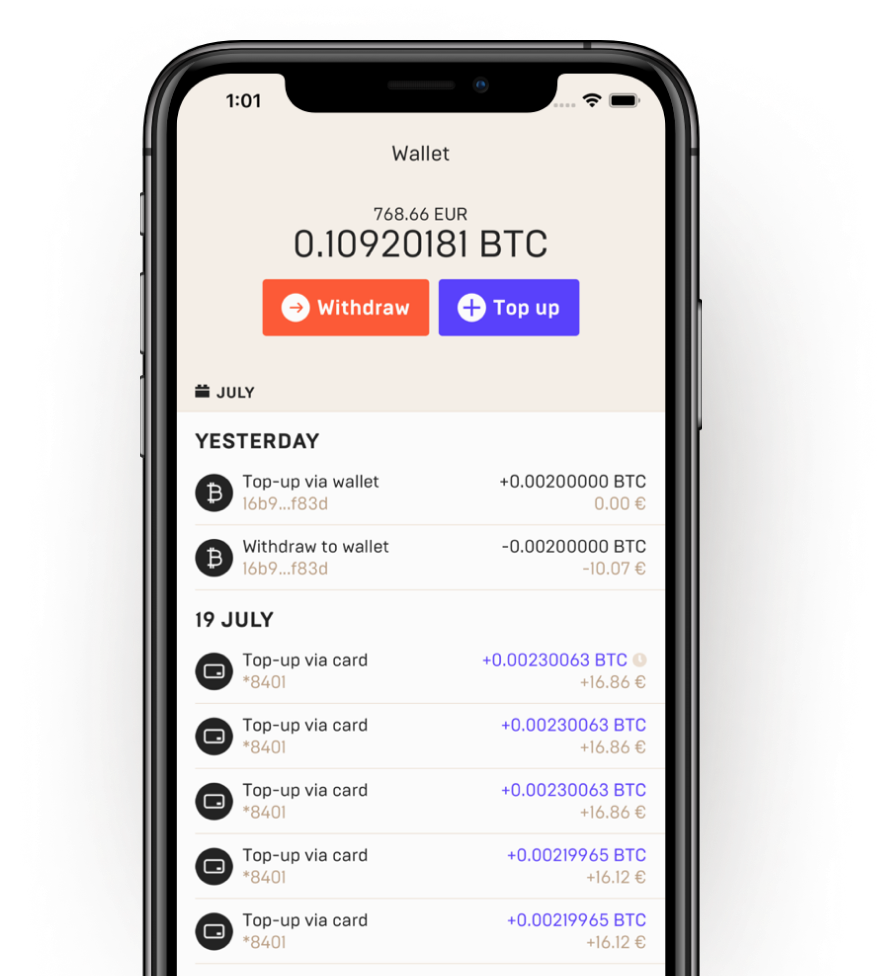 1:01
Wallet
768.66 EUR
0.10920181 BTC
Withdraw
Top up
JULY
YESTERDAY
Top-up via wallet +0.00200000 BTC
16b9...f83d 0.00 €
Withdraw to wallet -0.00200000 BTC
16b9...f83d -10.07 €
19 JULY
Top-up via card +0.00230063 BTC
*8401 +16.86 €
Top-up via card +0.00230063 BTC
*8401 +16.86 €
Top-up via card +0.00230063 BTC
*8401 +16.86 €
Top-up via card +0.00219965 BTC
*8401 +16.12 €
Top-up via card +0.00219965 BTC
*8401 +16.12 €